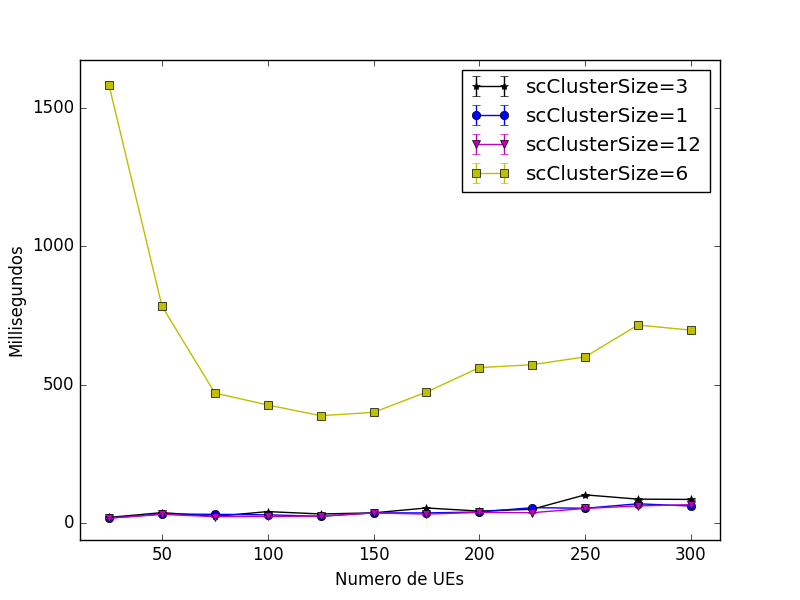 scClusterSize=3
scClusterSize=1
scClusterSize=12
scClusterSize=6
1500
1000
500
0
Millisegundos
50 100 150 200 250 300
Numero de UEs